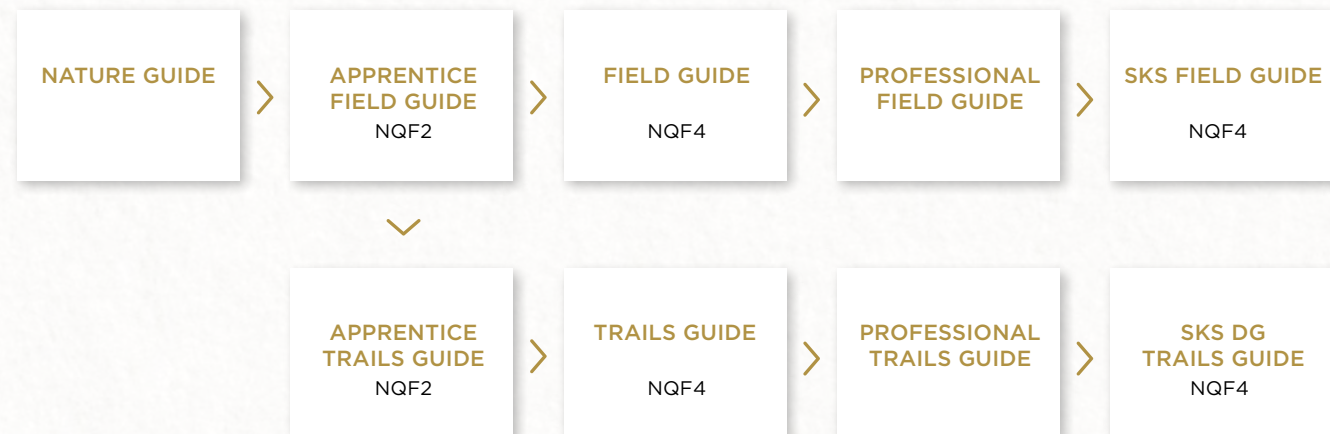 NATURE GUIDE
APPRENTICE
FIELD GUIDE
NQF2
FIELD GUIDE
NQF4
PROFESSIONAL
FIELD GUIDE
SKS FIELD GUIDE
NQF4
APPRENTICE
TRAILS GUIDE
NQF2
TRAILS GUIDE
NQF4
PROFESSIONAL
TRAILS GUIDE
SKS DG
TRAILS GUIDE
NQF4